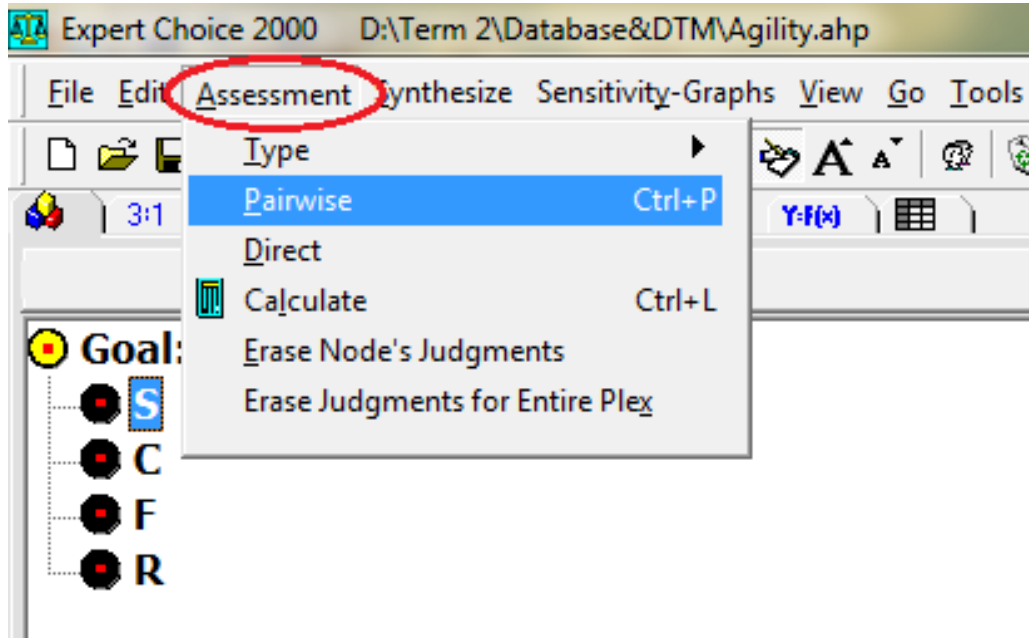 Expert Choice 2000 D:\Term 2\Database&DTM\Agility.ahp
File Edit Assessment Synthesize Sensitivity-Graphs View Go Tools
Type
A A
Pairwise Ctrl+P
3:1 Y=F(x)
Direct
Calculate Ctrl+L
Goal:
Erase Node's Judgments
S
Erase Judgments for Entire Plex
C
F
R